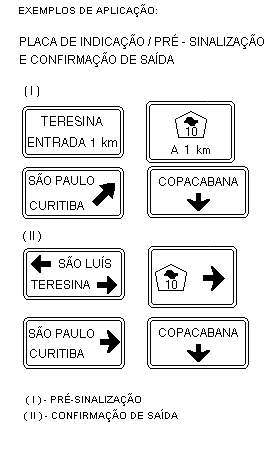 EXEMPLOS DE APLICAÇÃO:
PLACA DE INDICAÇÃO / PRÉ - SINALIZAÇÃO
E CONFIRMAÇÃO DE SAÍDA
( I )
TERESINA
ENTRADA 1 km
10
A 1 km
SÃO PAULO
CURITIBA
COPACABANA
( II )
SÃO LUÍS
TERESINA
10
SÃO PAULO
CURITIBA
COPACABANA
( I ) - PRÉ-SINALIZAÇÃO
( II ) - CONFIRMAÇÃO DE SAÍDA